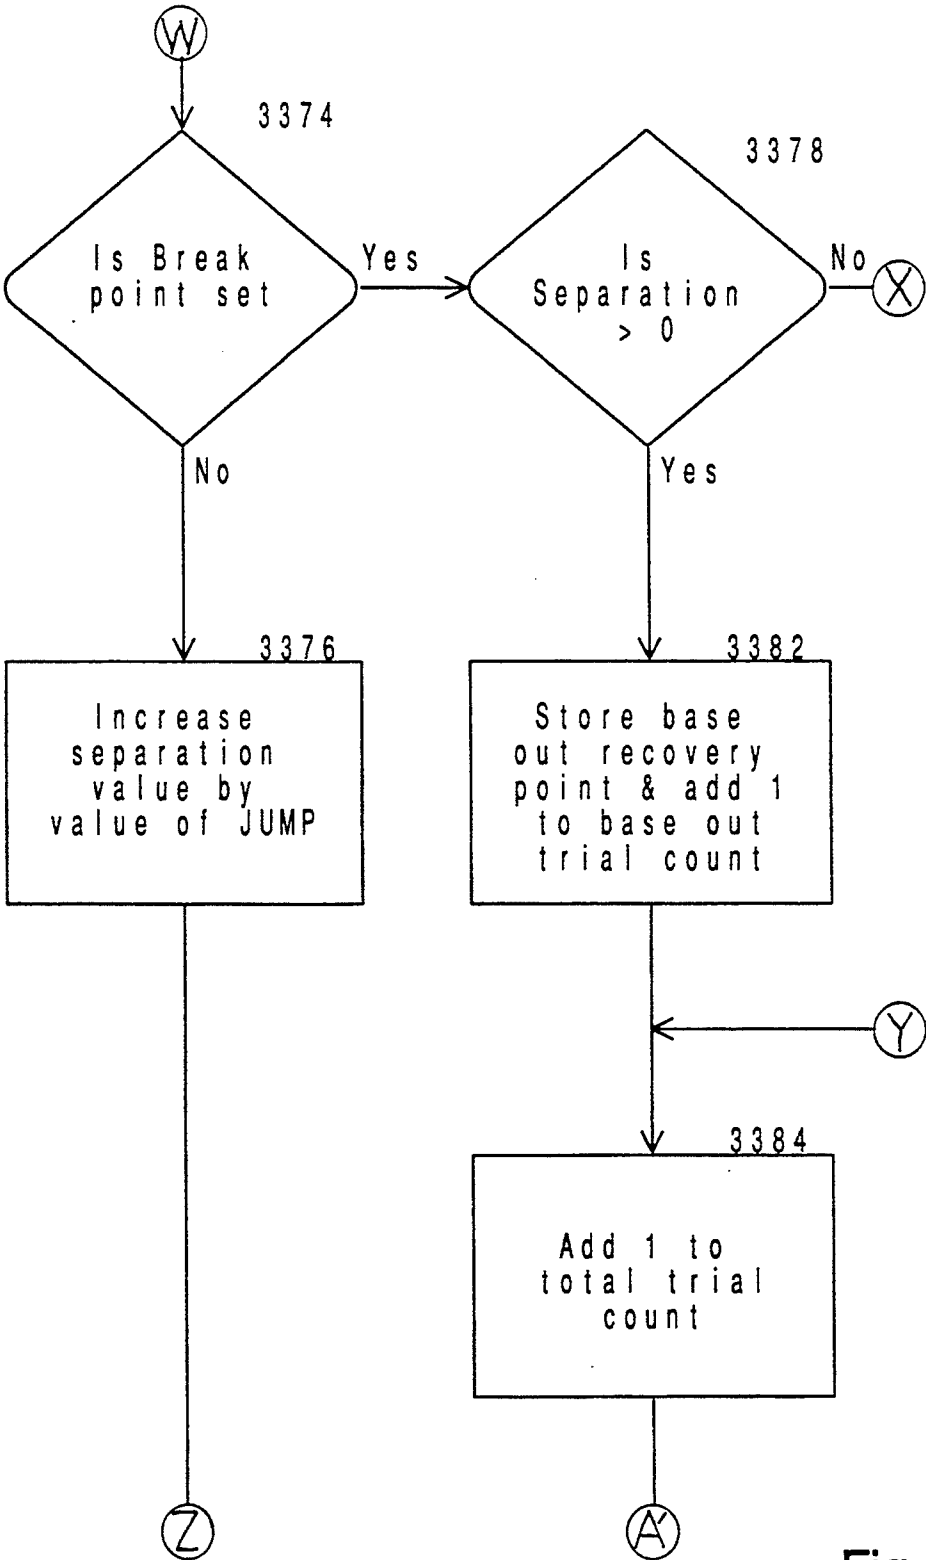 W
3374
3378
Is Break
point set
Yes
Is
Separation
> 0
No
X
No
Yes
3376
3382
Increase
separation
value by
value of JUMP
Store base
out recovery
point & add 1
to base out
trial count
Y
3384
Add 1 to
total trial
count
Z
A'